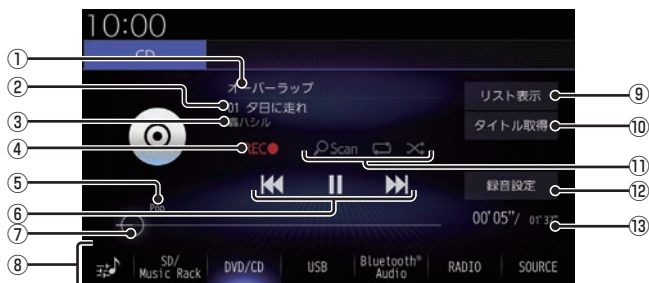 10:00
CD
① オーバーラップ
② 01 夕日に走れ
③ 轟ハシル
④ REC
Scan
⑤ Pop
⑥
⑦
⑧
リスト表示 ⑨
タイトル取得 ⑩
⑪
録音設定 ⑫
00'05"/ 01'37" ⑬
SD/
Music Rack
DVD/CD
USB
Bluetooth®
Audio
RADIO
SOURCE